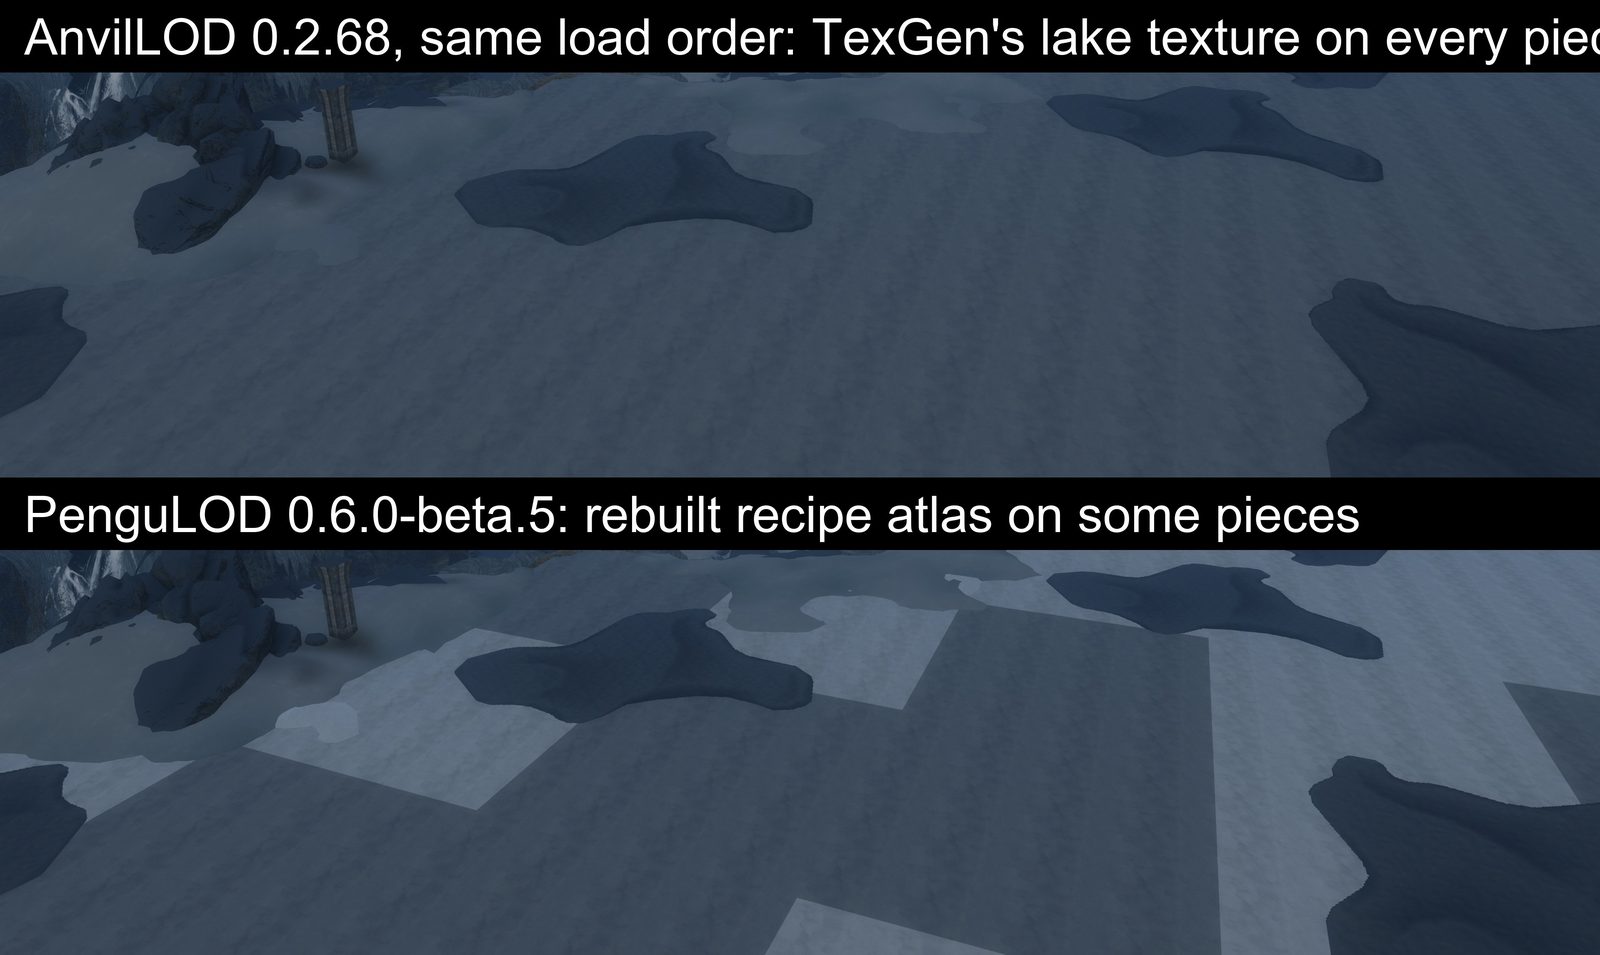 AnvilLOD 0.2.68, same load order: TexGen's lake texture on every
PenguLOD 0.6.0-beta.5: rebuilt recipe atlas on some pieces